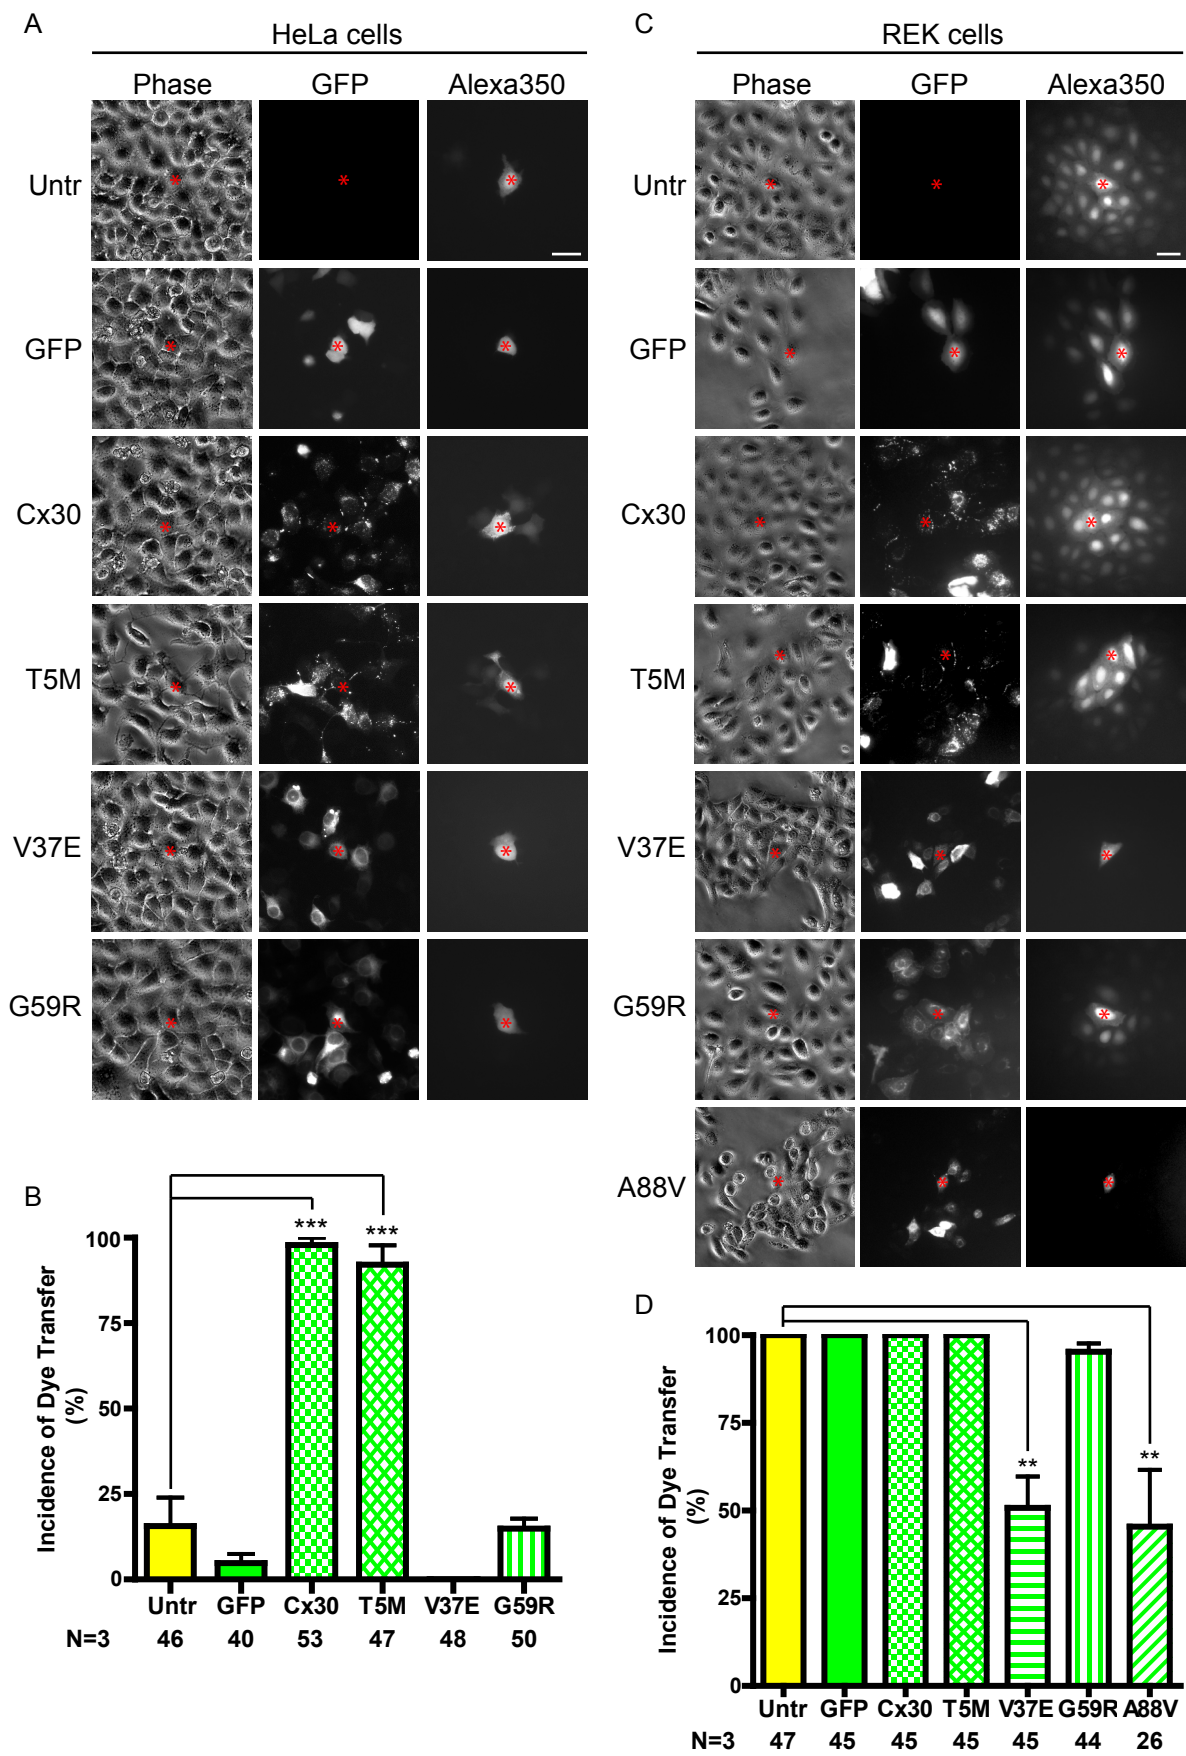 A
HeLa cells
Phase GFP Alexa350
Untr
*
*
*
GFP
*
*
*
Cx30
*
*
*
T5M
*
*
*
V37E
*
*
*
G59R
*
*
*
B
***
***
100
75
50
25
0
Incidence of Dye Transfer
(%)
Untr GFP Cx30 T5M V37E G59R
N=3 46 40 53 47 48 50
C
REK cells
Phase GFP Alexa350
Untr
*
*
*
GFP
*
*
*
Cx30
*
*
*
T5M
*
*
*
V37E
*
*
*
G59R
*
*
*
A88V
*
*
*
D
**
**
100
75
50
25
0
Incidence of Dye Transfer
(%)
Untr GFP Cx30 T5M V37E G59R A88V
N=3 47 45 45 45 45 44 26